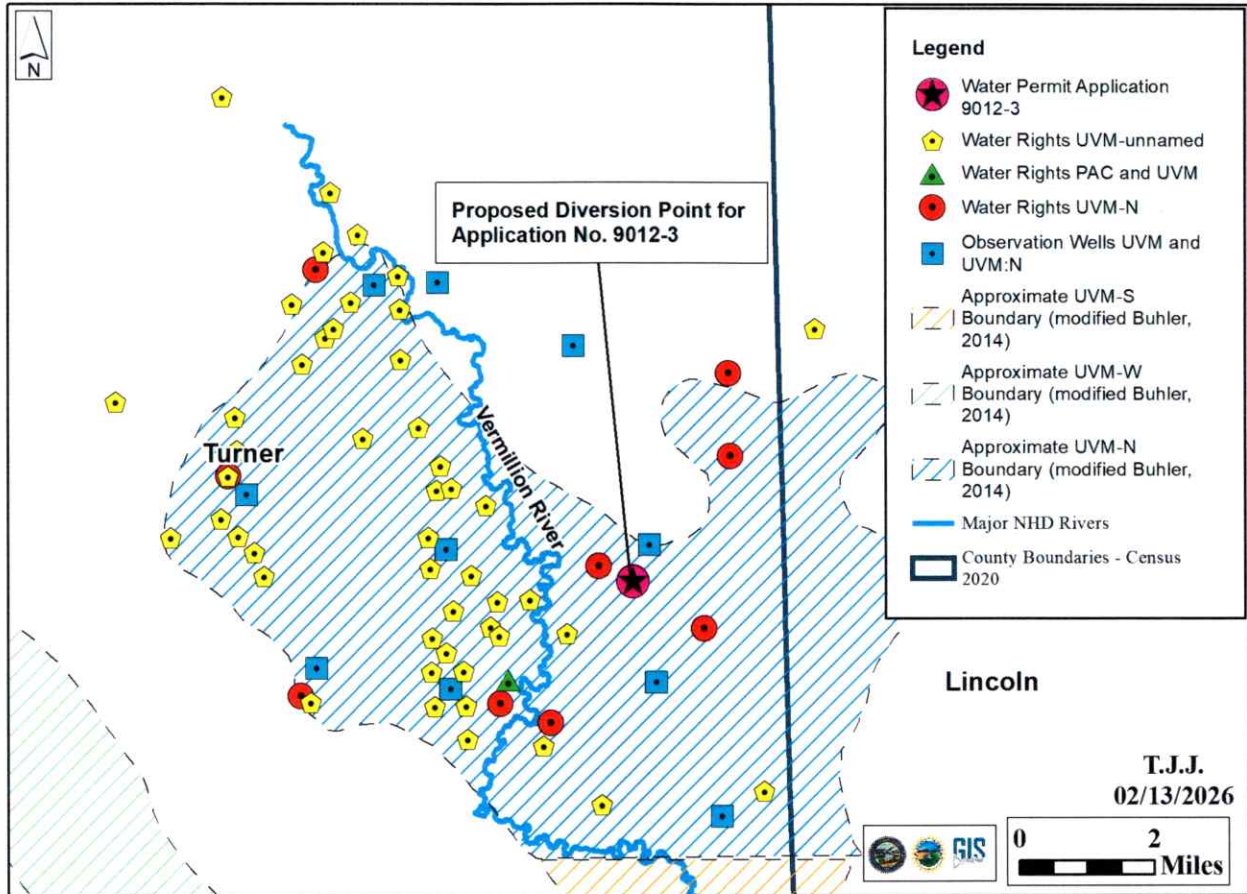 N
Proposed Diversion Point for
Application No. 9012-3
Turner
Vermillion River
Lincoln
Legend
Water Permit Application
9012-3
Water Rights UVM-unnamed
Water Rights PAC and UVM
Water Rights UVM-N
Observation Wells UVM and
UVM:N
Approximate UVM-S
Boundary (modified Buhler,
2014)
Approximate UVM-W
Boundary (modified Buhler,
2014)
Approximate UVM-N
Boundary (modified Buhler,
2014)
Major NHD Rivers
County Boundaries - Census
2020
T.J.J.
02/13/2026
GIS
0 2
Miles